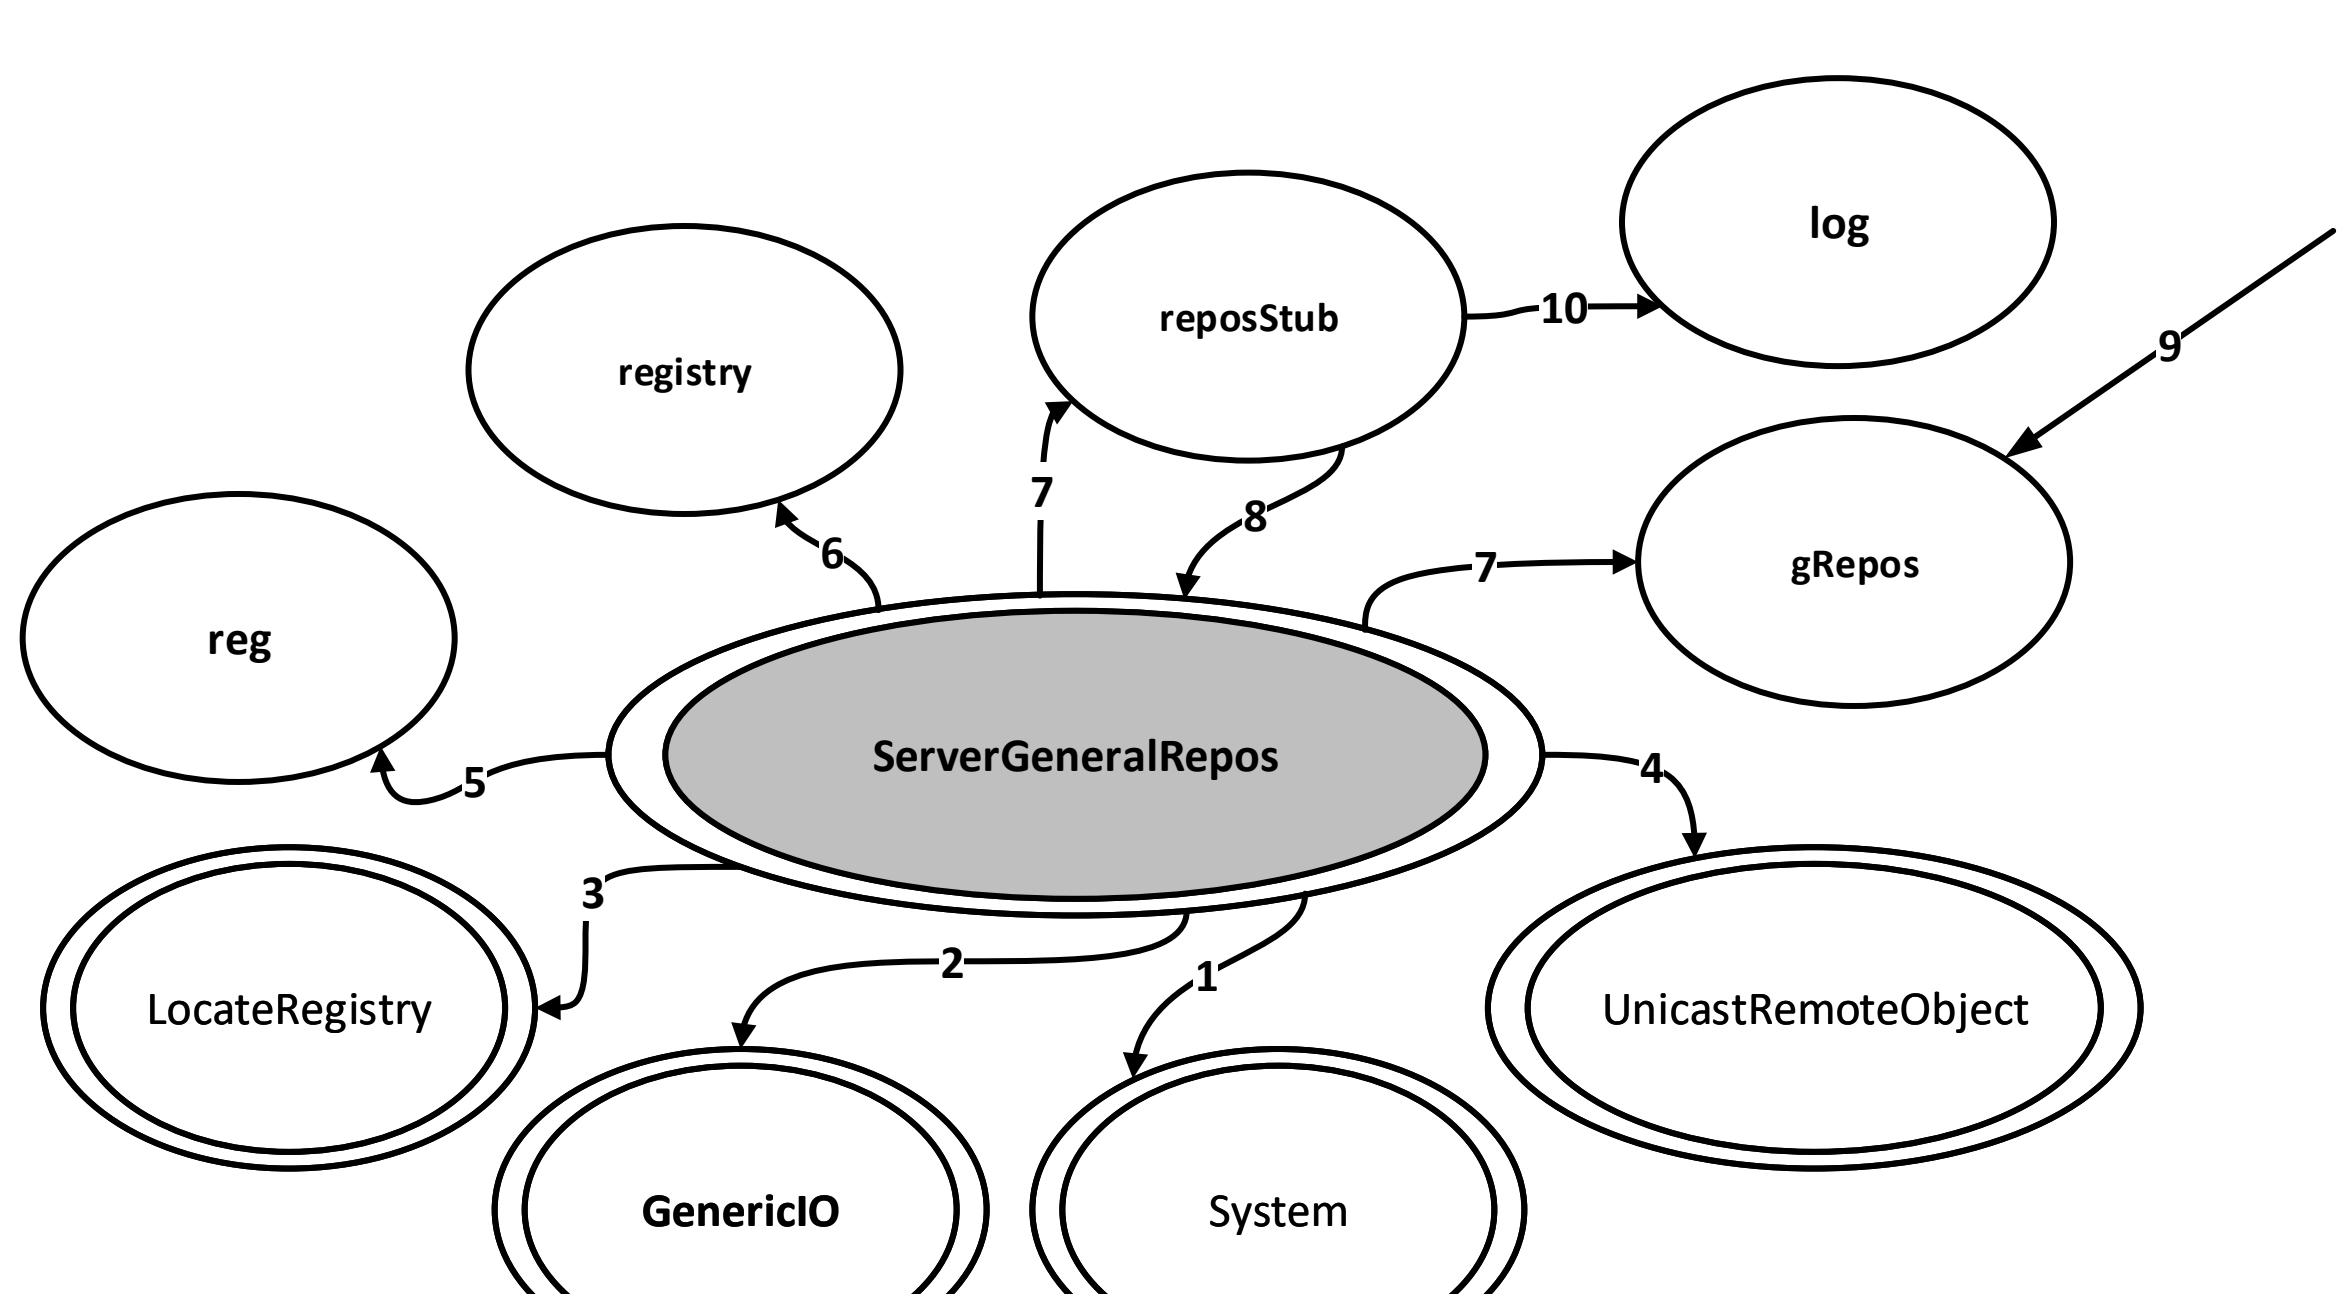 log
reposStub
10
9
registry
7
8
6
7
gRepos
reg
ServerGeneralRepos
5
4
3
2
1
LocateRegistry
UnicastRemoteObject
GenericIO
System